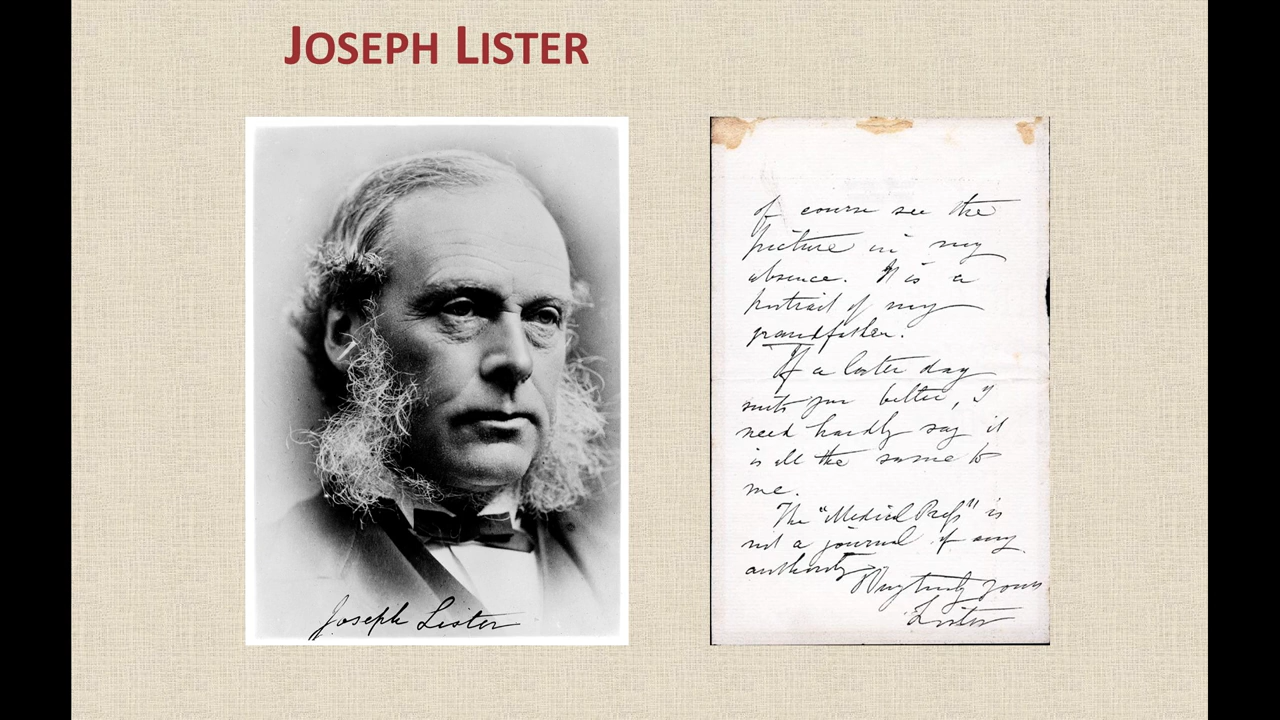 JOSEPH LISTER
Joseph Lister
of course see the
picture in my
absence. It is a
portrait of my
grandfather.
If a later day
suits you better, I
need hardly say it
is all the same to
me.
The "Medical Press" is
not a journal of any
authority
Very truly yours
Lister